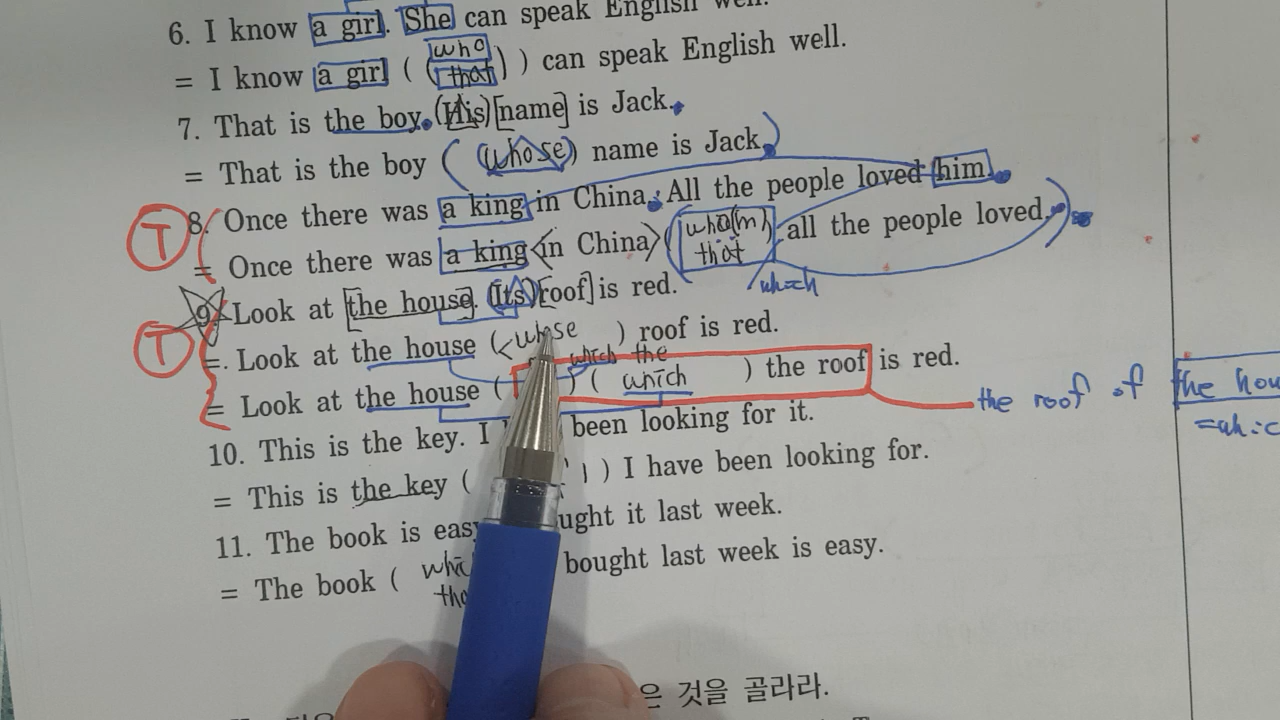 6. I know a girl. She can speak English well.
who
= I know a girl ( that ) can speak English well.
7. That is the boy. (His) [name] is Jack.
= That is the boy ( whose ) name is Jack.
T 8. Once there was a king in China. All the people loved him.
= Once there was a king <in China> who(m) all the people loved.
that
which
9. Look at [the house]. (Its) [roof] is red.
T = Look at the house ( whose ) roof is red.
which the
= Look at the house ( ) ( which ) the roof is red.
the roof of
10. This is the key. I been looking for it.
= This is the key ( ) I have been looking for.
11. The book is easy it last week.
= The book ( bought last week is easy.
것을 골라라.